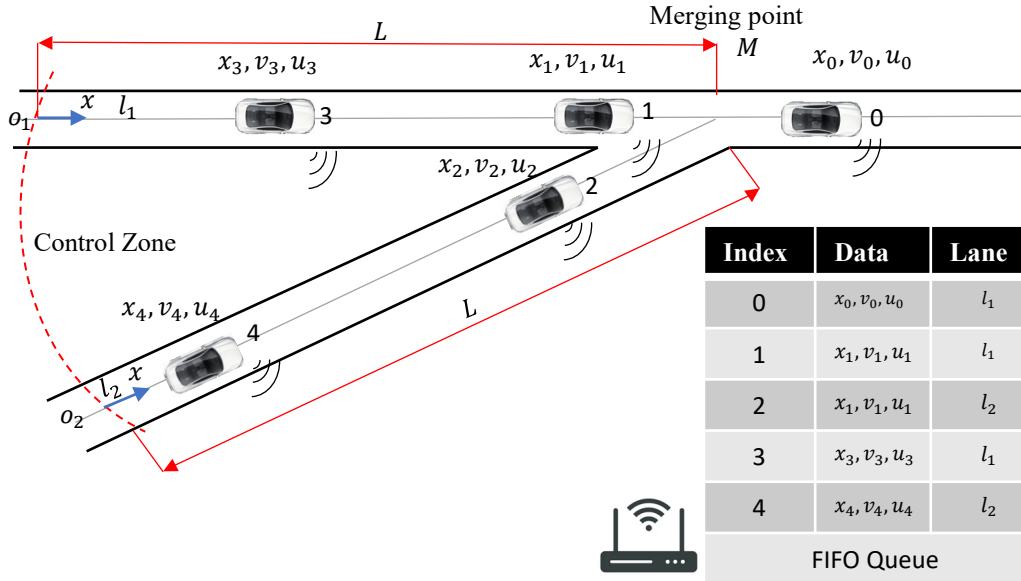 Merging point
L
M
x₃, v₃, u₃
x₁, v₁, u₁
x₀, v₀, u₀
o₁
x
l₁
3
1
0
x₂, v₂, u₂
2
Control Zone
x₄, v₄, u₄
4
L
l₂
x
o₂
Index Data Lane
0 x₀, v₀, u₀ l₁
1 x₁, v₁, u₁ l₁
2 x₁, v₁, u₁ l₂
3 x₃, v₃, u₃ l₁
4 x₄, v₄, u₄ l₂
FIFO Queue